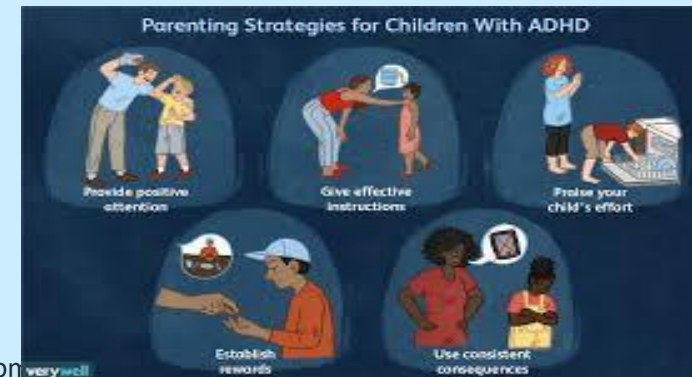 Parenting Strategies for Children With ADHD
Provide positive
attention
Give effective
instructions
Praise your
child's effort
Establish
rewards
Use consistent
consequences
on
verywell